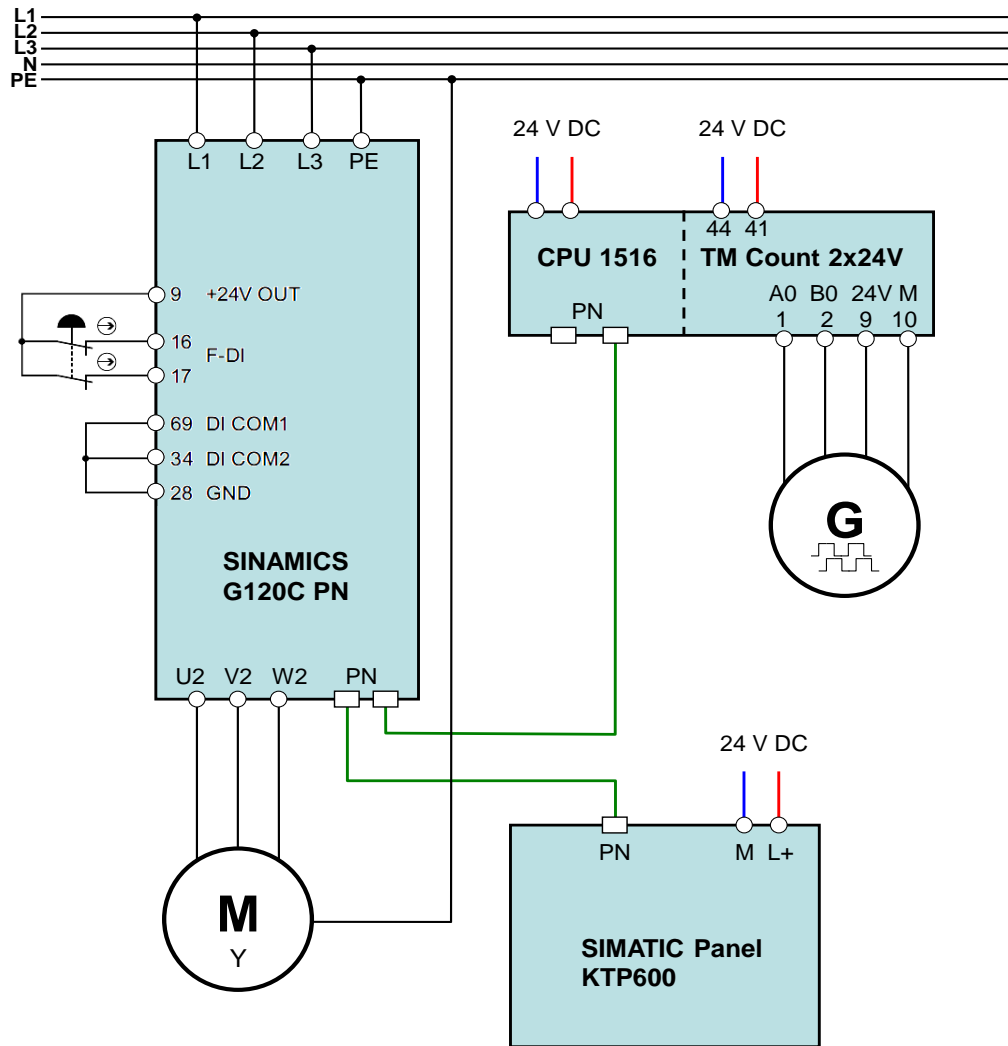 L1
L2
L3
N
PE
L1 L2 L3 PE
9 +24V OUT
16
F-DI
17
69 DI COM1
34 DI COM2
28 GND
SINAMICS
G120C PN
U2 V2 W2 PN
M
Y
24 V DC
24 V DC
44 41
CPU 1516
TM Count 2x24V
PN
A0 B0 24V M
1 2 9 10
G
24 V DC
PN M L+
SIMATIC Panel
KTP600